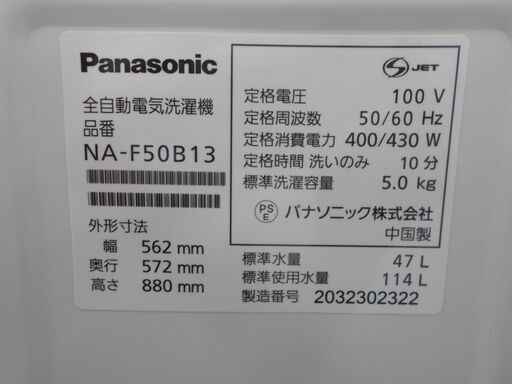 Panasonic
全自動電気洗濯機
品番
NA-F50B13
外形寸法
幅 562 mm
奥行 572 mm
高さ 880 mm
S JET
定格電圧 100 V
定格周波数 50/60 Hz
定格消費電力 400/430 W
定格時間 洗いのみ 10 分
標準洗濯容量 5.0 kg
PS E パナソニック株式会社
中国製
標準水量 47 L
標準使用水量 114 L
製造番号 2032302322